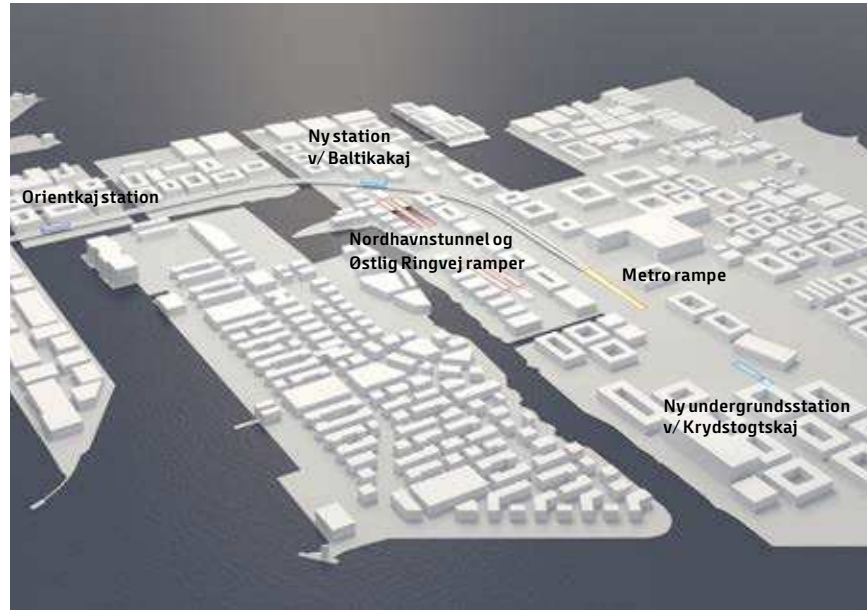 Ny station
v/ Baltikakaj
Orientkaj station
Nordhavnstunnel og
Østlig Ringvej ramper
Metro rampe
Ny undergrundsstation
v/ Krydstogtskaj